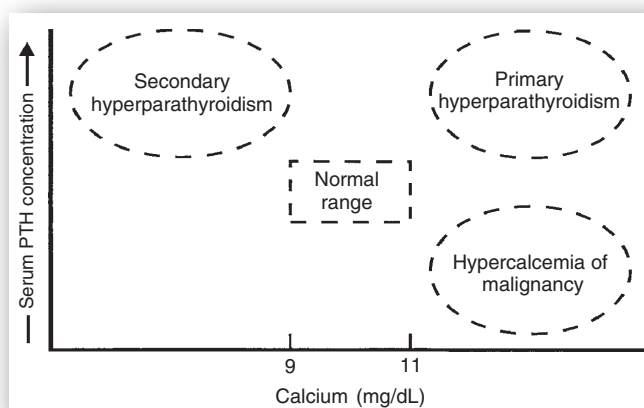 Secondary
hyperparathyroidism
Primary
hyperparathyroidism
Normal
range
Hypercalcemia of
malignancy
Serum PTH concentration
9
11
Calcium (mg/dL)